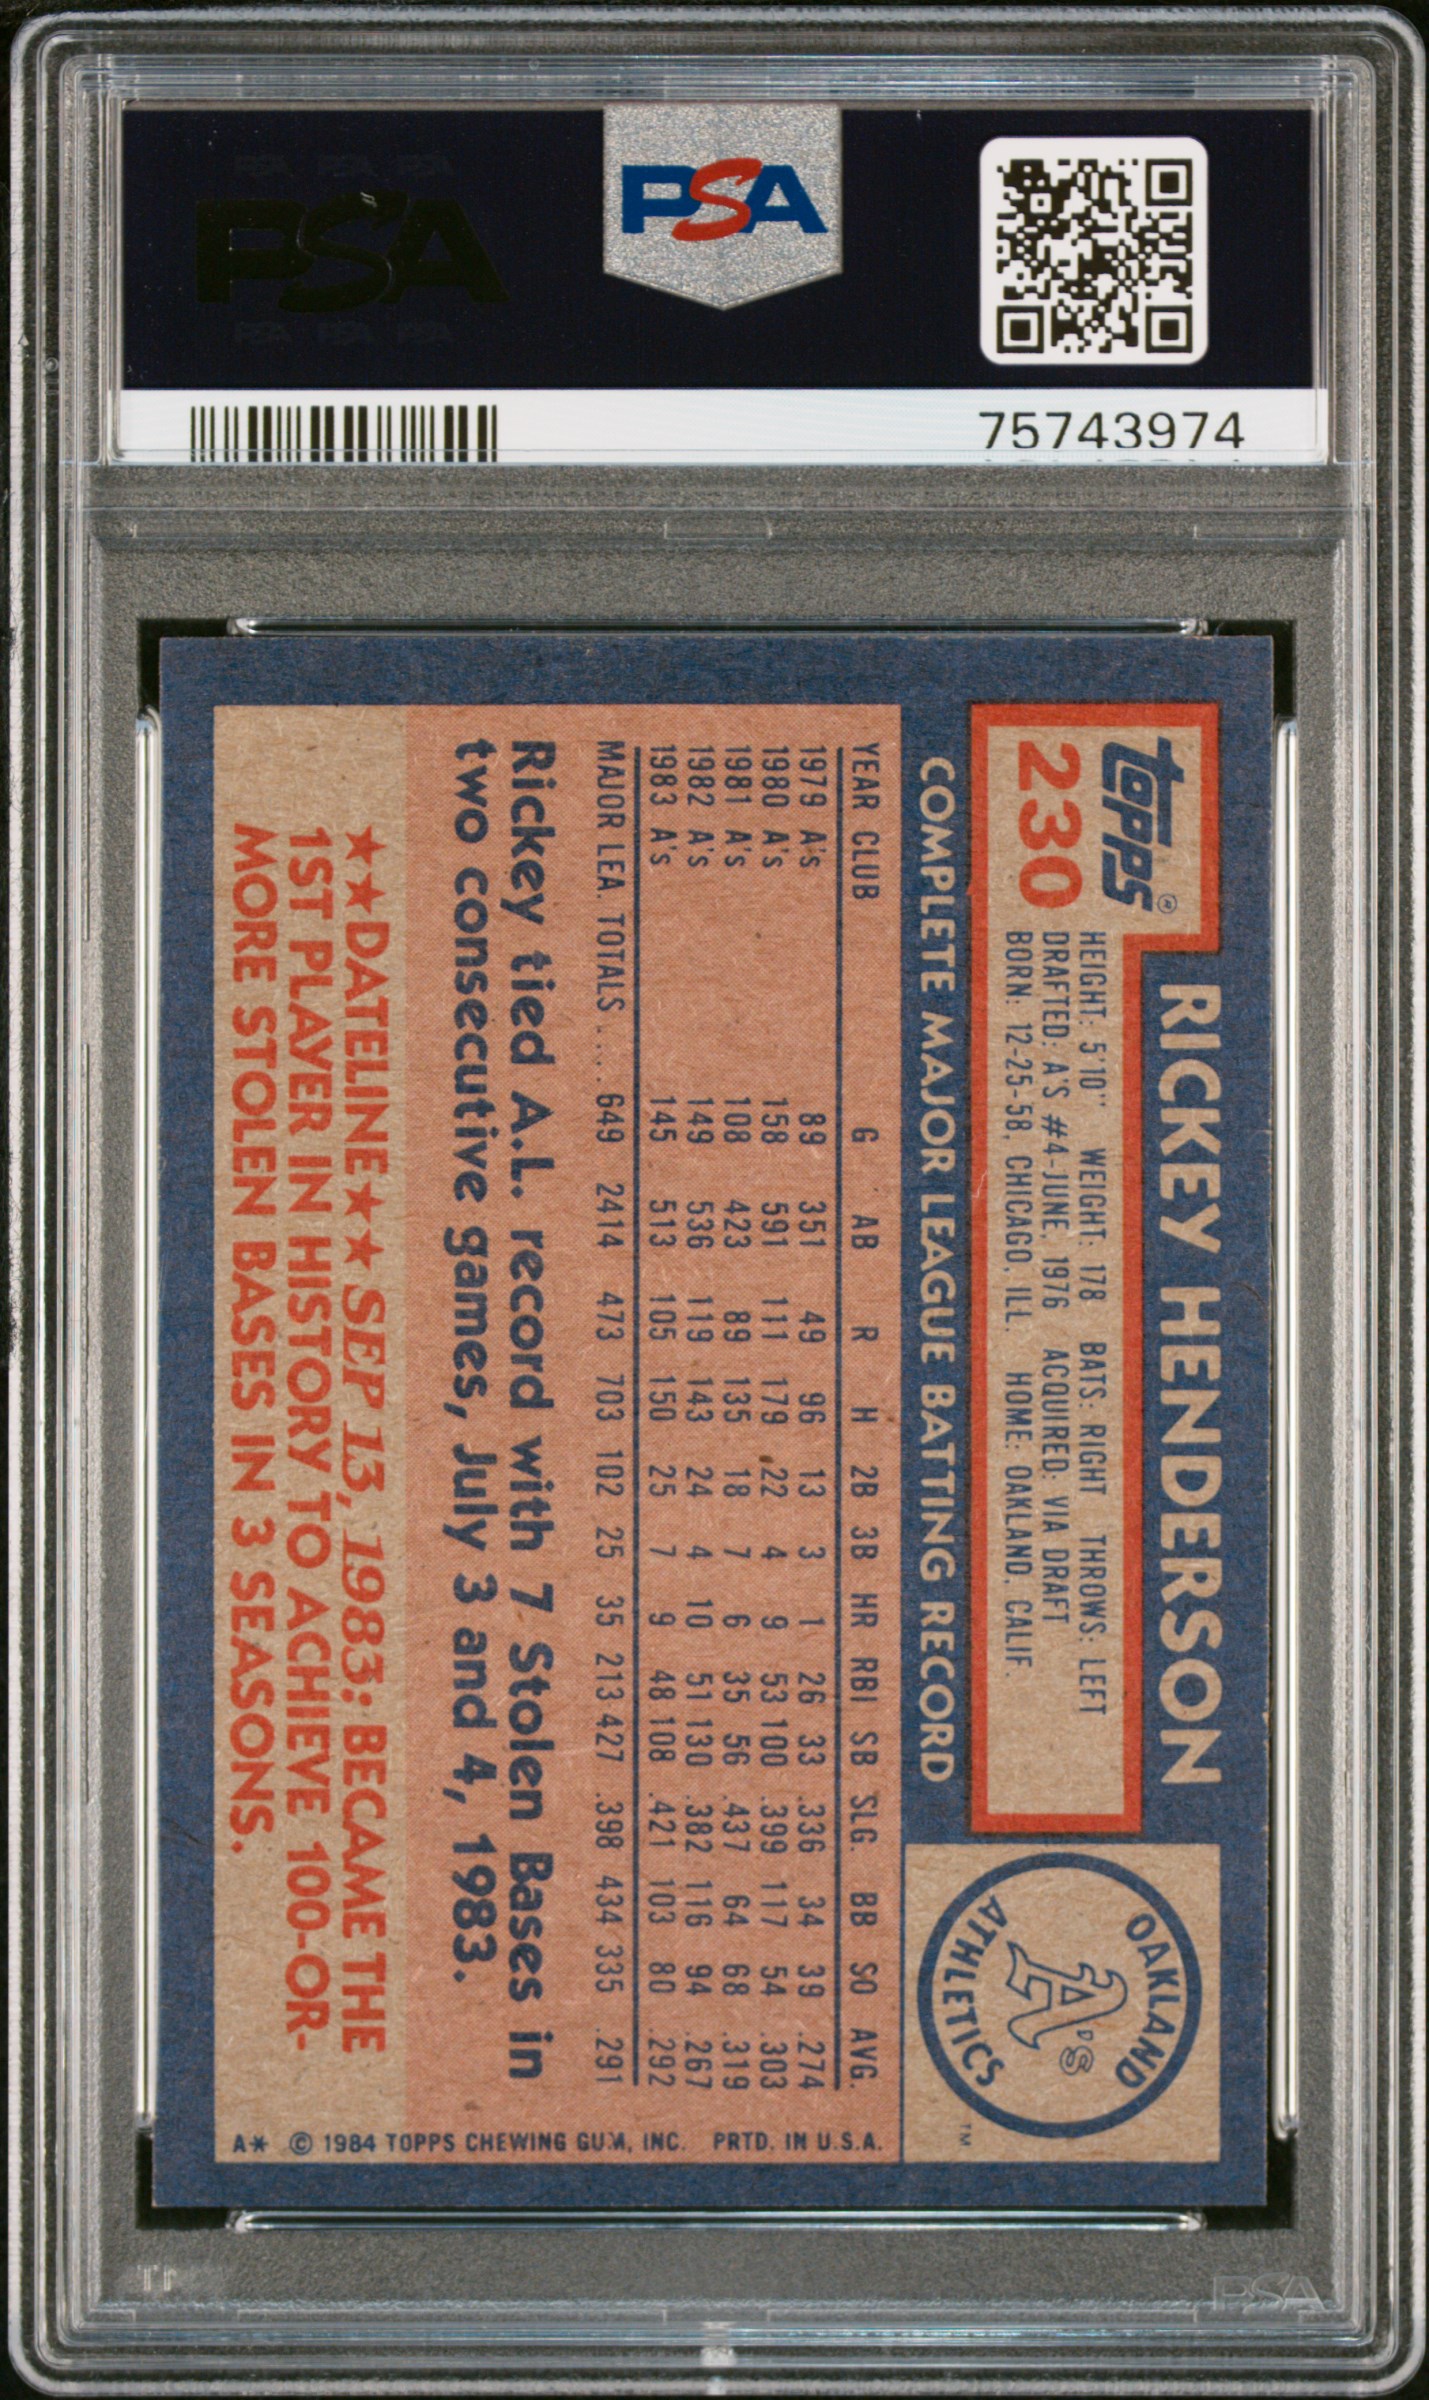 PSA
PSA
75743974
topps®
230
RICKEY HENDERSON
HEIGHT: 5'10" WEIGHT: 178 BATS: RIGHT THROWS: LEFT
DRAFTED: A'S #4-JUNE, 1976 ACQUIRED: VIA DRAFT
BORN: 12-25-58, CHICAGO, ILL. HOME: OAKLAND, CALIF.
OAKLAND
A's
ATHLETICS
TM
COMPLETE MAJOR LEAGUE BATTING RECORD
YEAR CLUB G AB R H 2B 3B HR RBI SB SLG. BB SO AVG.
1979 A's 89 351 49 96 13 3 1 26 33 .336 34 39 .274
1980 A's 158 591 111 179 22 4 9 53 100 .399 117 54 .303
1981 A's 108 423 89 135 18 7 6 35 56 .437 64 68 .319
1982 A's 149 536 119 143 24 4 10 51 130 .382 116 94 .267
1983 A's 145 513 105 150 25 7 9 48 108 .421 103 80 .292
MAJOR LEA. TOTALS .... 649 2414 473 703 102 25 35 213 427 .398 434 335 .291
Rickey tied A.L. record with 7 Stolen Bases in
two consecutive games, July 3 and 4, 1983.
★★DATELINE★★ SEP 13, 1983: BECAME THE
1ST PLAYER IN HISTORY TO ACHIEVE 100-OR-
MORE STOLEN BASES IN 3 SEASONS.
A* © 1984 TOPPS CHEWING GUM, INC. PRTD. IN U.S.A.
PSA